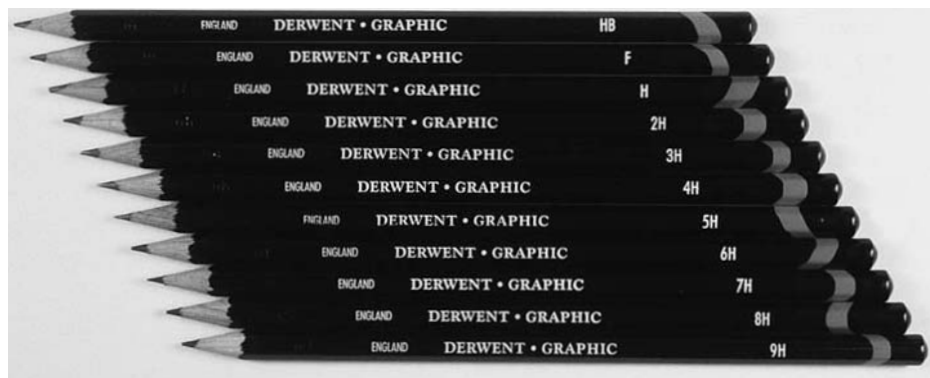 ENGLAND DERWENT • GRAPHIC HB
ENGLAND DERWENT • GRAPHIC F
ENGLAND DERWENT • GRAPHIC H
ENGLAND DERWENT • GRAPHIC 2H
ENGLAND DERWENT • GRAPHIC 3H
ENGLAND DERWENT • GRAPHIC 4H
ENGLAND DERWENT • GRAPHIC 5H
ENGLAND DERWENT • GRAPHIC 6H
ENGLAND DERWENT • GRAPHIC 7H
ENGLAND DERWENT • GRAPHIC 8H
ENGLAND DERWENT • GRAPHIC 9H